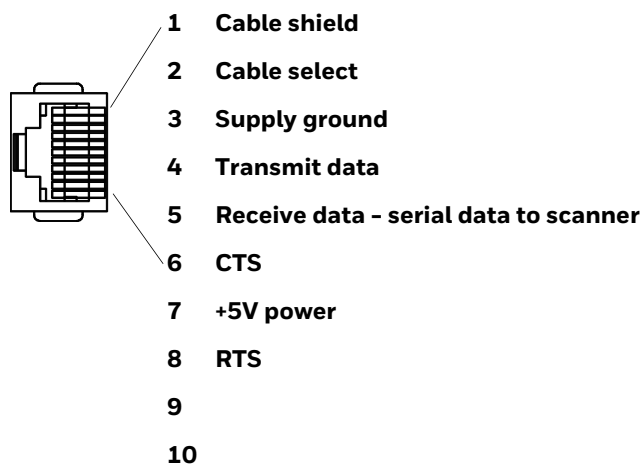 1 Cable shield
2 Cable select
3 Supply ground
4 Transmit data
5 Receive data - serial data to scanner
6 CTS
7 +5V power
8 RTS
9
10